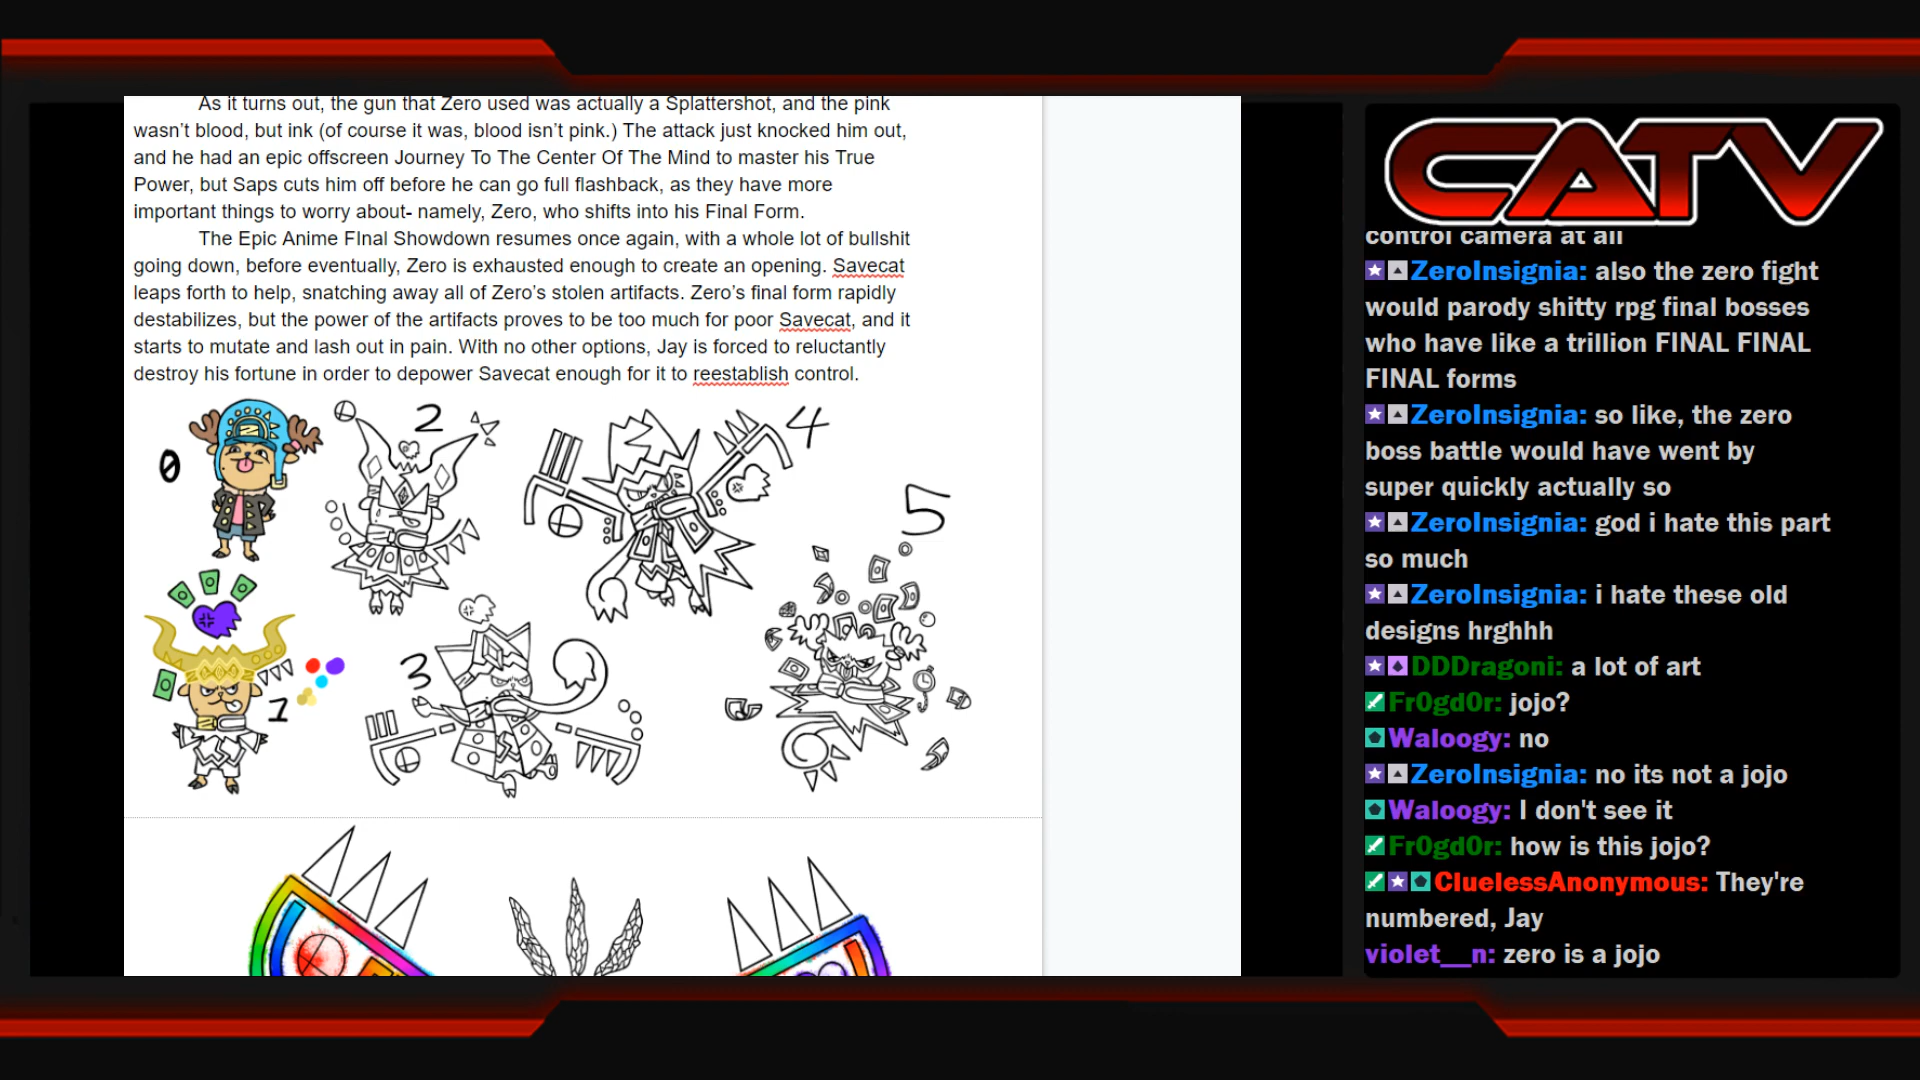 As it turns out, the gun that Zero used was actually a Splattershot, and the pink
wasn't blood, but ink (of course it was, blood isn't pink.) The attack just knocked him out,
and he had an epic offscreen Journey To The Center Of The Mind to master his True
Power, but Saps cuts him off before he can go full flashback, as they have more
important things to worry about- namely, Zero, who shifts into his Final Form.
The Epic Anime FInal Showdown resumes once again, with a whole lot of bullshit
going down, before eventually, Zero is exhausted enough to create an opening. Savecat
leaps forth to help, snatching away all of Zero's stolen artifacts. Zero's final form rapidly
destabilizes, but the power of the artifacts proves to be too much for poor Savecat, and it
starts to mutate and lash out in pain. With no other options, Jay is forced to reluctantly
destroy his fortune in order to depower Savecat enough for it to reestablish control.
0
2
4
5
1
3
CATV
control camera at all
ZeroInsignia: also the zero fight
would parody shitty rpg final bosses
who have like a trillion FINAL FINAL
FINAL forms
ZeroInsignia: so like, the zero
boss battle would have went by
super quickly actually so
ZeroInsignia: god i hate this part
so much
ZeroInsignia: i hate these old
designs hrghhh
DDDragoni: a lot of art
Fr0gd0r: jojo?
Waloogy: no
ZeroInsignia: no its not a jojo
Waloogy: I don't see it
Fr0gd0r: how is this jojo?
CluelessAnonymous: They're
numbered, Jay
violet__n: zero is a jojo